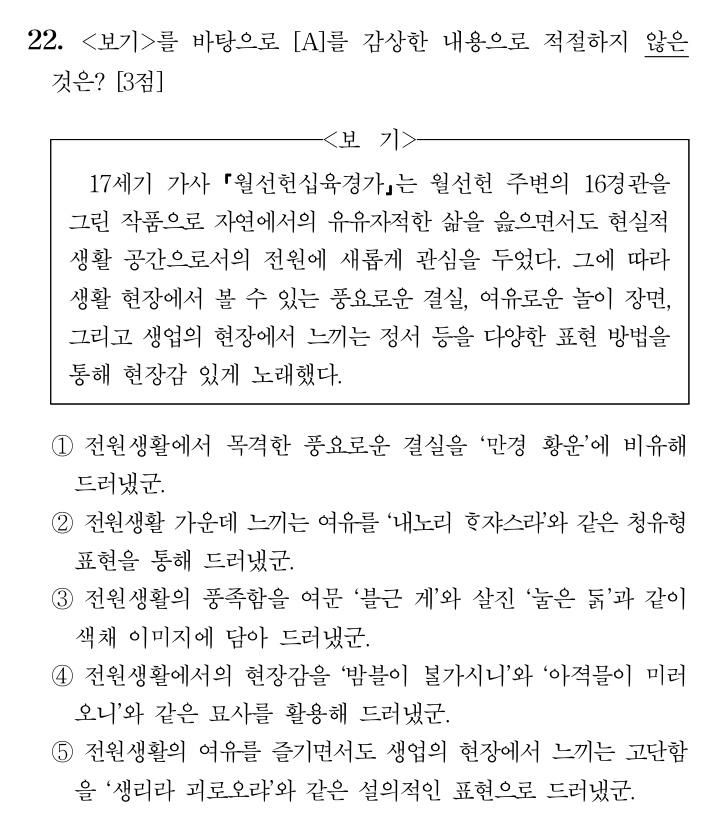 22. <보기>를 바탕으로 [A]를 감상한 내용으로 적절하지 않은
것은? [3점]
<보 기>
17세기 가사 『월선헌십육경가』는 월선헌 주변의 16경관을
그린 작품으로 자연에서의 유유자적한 삶을 읊으면서도 현실적
생활 공간으로서의 전원에 새롭게 관심을 두었다. 그에 따라
생활 현장에서 볼 수 있는 풍요로운 결실, 여유로운 놀이 장면,
그리고 생업의 현장에서 느끼는 정서 등을 다양한 표현 방법을
통해 현장감 있게 노래했다.
① 전원생활에서 목격한 풍요로운 결실을 ‘만경 황운’에 비유해
드러냈군.
② 전원생활 가운데 느끼는 여유를 ‘내노리 ᄒᆞ쟈스라’와 같은 청유형
표현을 통해 드러냈군.
③ 전원생활의 풍족함을 여문 ‘블근 게’와 살진 ‘눌은 ᄃᆞᆰ’과 같이
색채 이미지에 담아 드러냈군.
④ 전원생활에서의 현장감을 ‘밤블이 ᄇᆞᆯ가시니’와 ‘아젹믈이 미러
오니’와 같은 묘사를 활용해 드러냈군.
⑤ 전원생활의 여유를 즐기면서도 생업의 현장에서 느끼는 고단함
을 ‘생리라 괴로오랴’와 같은 설의적인 표현으로 드러냈군.